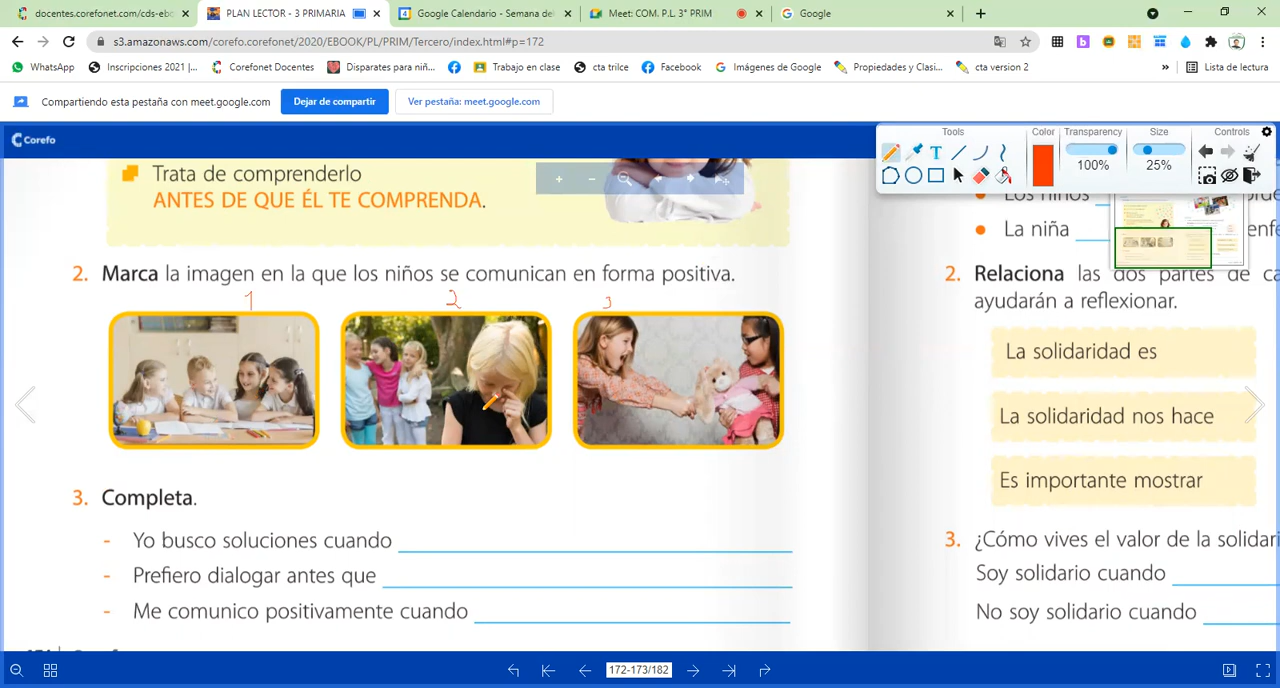 docentes.corefonet.com/cds-ebo
PLAN LECTOR - 3 PRIMARIA
Google Calendario - Semana de
Meet: COM. P.L. 3° PRIM
Google
s3.amazonaws.com/corefo.corefonet/2020/EBOOK/PL/PRIM/Tercero/index.html#p=172
WhatsApp
Inscripciones 2021 |...
Corefonet Docentes
Disparates para niñ...
Trabajo en clase
cta trilce
Facebook
Imágenes de Google
Propiedades y Clasi...
cta version 2
»
Lista de lectura
Compartiendo esta pestaña con meet.google.com
Dejar de compartir
Ver pestaña: meet.google.com
Corefo
Tools
Color
Transparency
Size
Controls
100%
25%
Trata de comprenderlo
ANTES DE QUE ÉL TE COMPRENDA.
2. Marca la imagen en la que los niños se comunican en forma positiva.
1
2
3
3. Completa.
- Yo busco soluciones cuando
- Prefiero dialogar antes que
- Me comunico positivamente cuando
Los niños
La niña
2. Relaciona las dos partes de
ayudarán a reflexionar.
La solidaridad es
La solidaridad nos hace
Es importante mostrar
3. ¿Cómo vives el valor de la
Soy solidario cuando
No soy solidario cuando
172-173/182